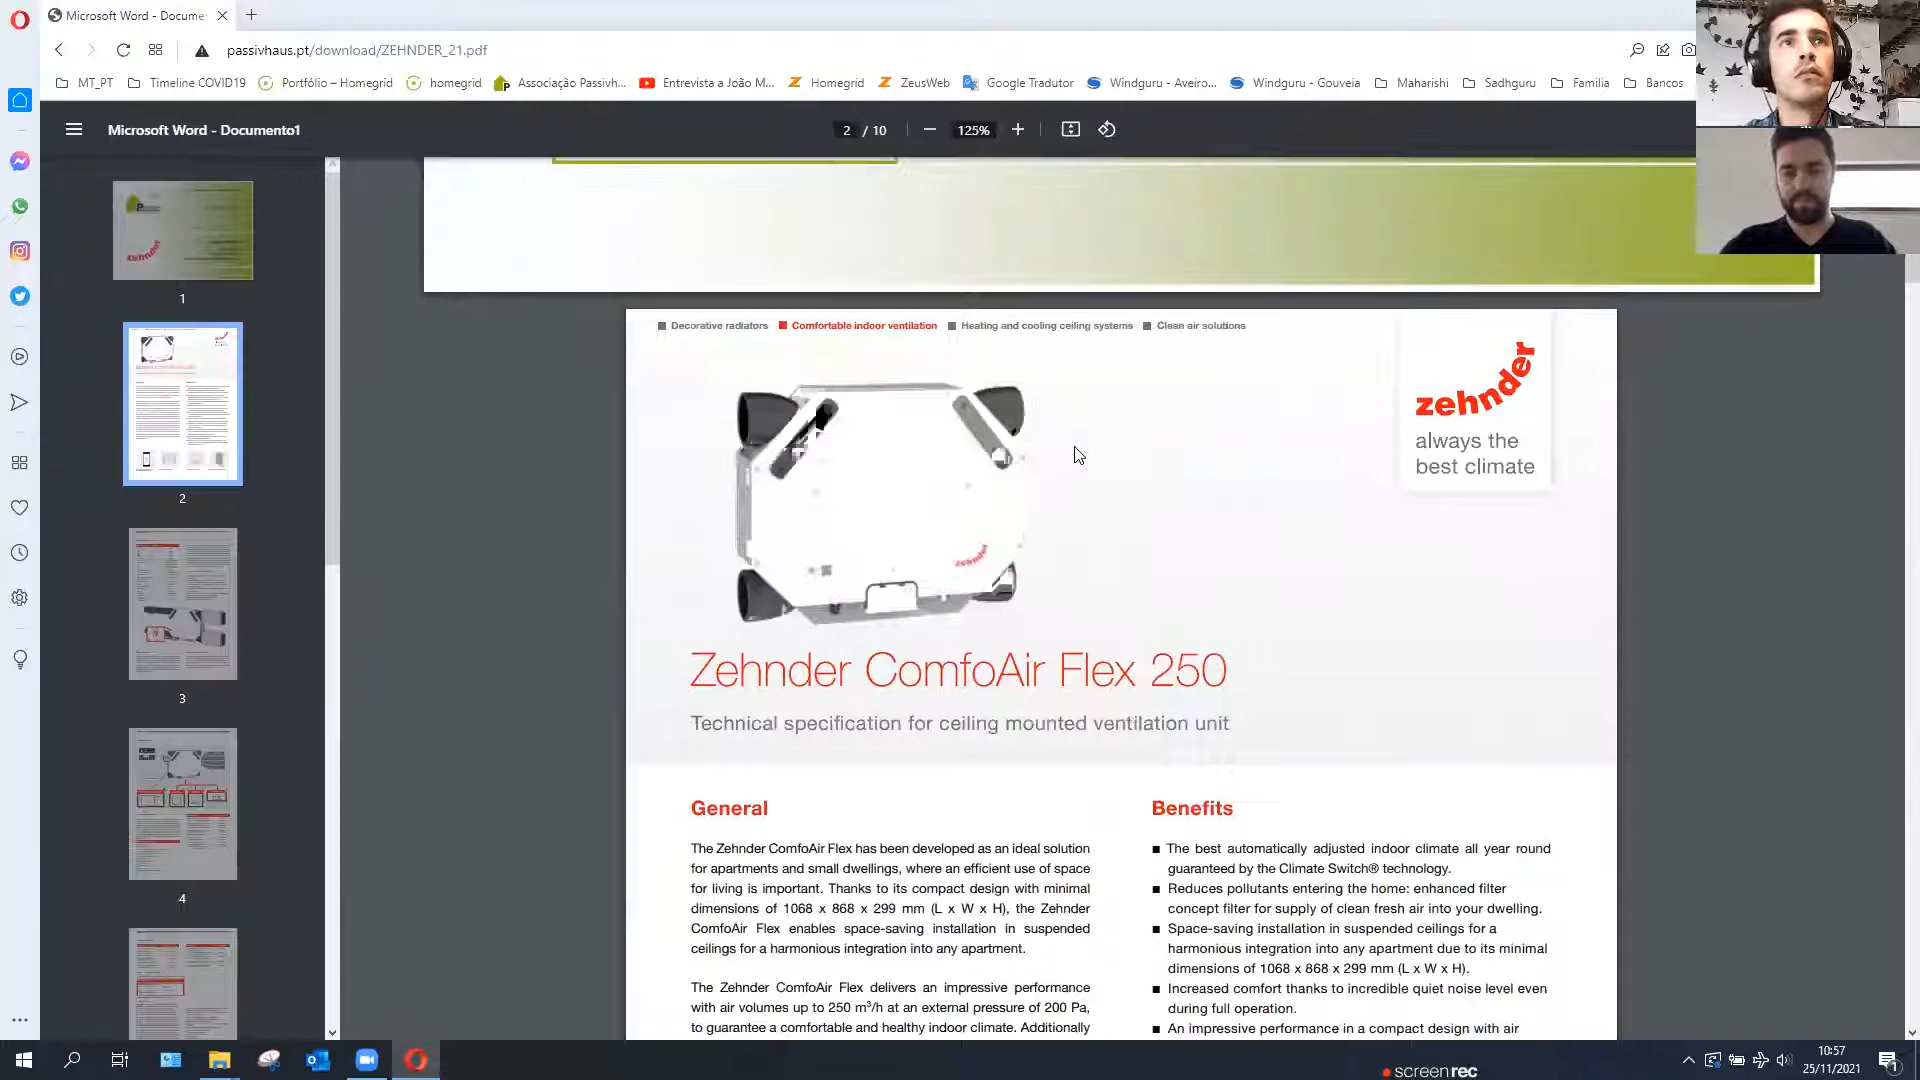 Microsoft Word - Docume
passivhaus.pt/download/ZEHNDER_21.pdf
MT_PT
Timeline COVID19
Portfólio – Homegrid
homegrid
Associação Passivh...
Entrevista a João M...
Homegrid
ZeusWeb
Google Tradutor
Windguru - Aveiro...
Windguru - Gouveia
Maharishi
Sadhguru
Familia
Bancos
Microsoft Word - Documento1
2 / 10
125%
zehnder
1
2
3
4
Decorative radiators
Comfortable indoor ventilation
Heating and cooling ceiling systems
Clean air solutions
zehnder
always the
best climate
zehnder
Zehnder ComfoAir Flex 250
Technical specification for ceiling mounted ventilation unit
General
The Zehnder ComfoAir Flex has been developed as an ideal solution
for apartments and small dwellings, where an efficient use of space
for living is important. Thanks to its compact design with minimal
dimensions of 1068 x 868 x 299 mm (L x W x H), the Zehnder
ComfoAir Flex enables space-saving installation in suspended
ceilings for a harmonious integration into any apartment.
The Zehnder ComfoAir Flex delivers an impressive performance
with air volumes up to 250 m³/h at an external pressure of 200 Pa,
to guarantee a comfortable and healthy indoor climate. Additionally
Benefits
■ The best automatically adjusted indoor climate all year round
guaranteed by the Climate Switch® technology.
■ Reduces pollutants entering the home: enhanced filter
concept filter for supply of clean fresh air into your dwelling.
■ Space-saving installation in suspended ceilings for a
harmonious integration into any apartment due to its minimal
dimensions of 1068 x 868 x 299 mm (L x W x H).
■ Increased comfort thanks to incredible quiet noise level even
during full operation.
■ An impressive performance in a compact design with air
10:57
25/11/2021
1
screenrec